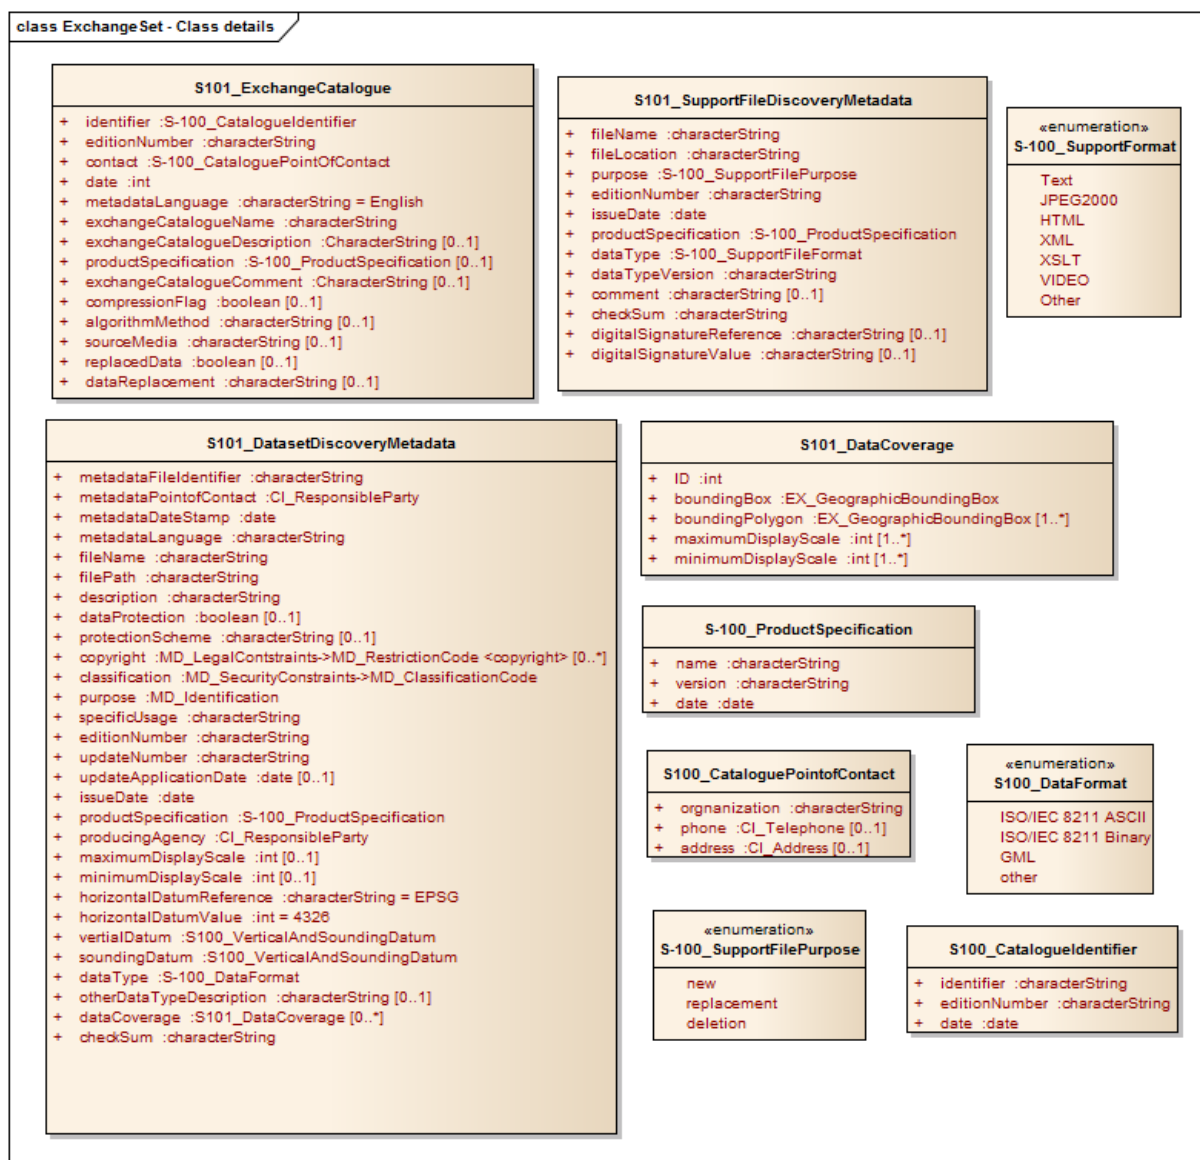 class ExchangeSet - Class details
S101_ExchangeCatalogue
+ identifier :S-100_CatalogueIdentifier
+ editionNumber :characterString
+ contact :S-100_CataloguePointOfContact
+ date :int
+ metadataLanguage :characterString = English
+ exchangeCatalogueName :characterString
+ exchangeCatalogueDescription :CharacterString [0..1]
+ productSpecification :S-100_ProductSpecification [0..1]
+ exchangeCatalogueComment :CharacterString [0..1]
+ compressionFlag :boolean [0..1]
+ algorithmMethod :characterString [0..1]
+ sourceMedia :characterString [0..1]
+ replacedData :boolean [0..1]
+ dataReplacement :characterString [0..1]
S101_SupportFileDiscoveryMetadata
+ fileName :characterString
+ fileLocation :characterString
+ purpose :S-100_SupportFilePurpose
+ editionNumber :characterString
+ issueDate :date
+ productSpecification :S-100_ProductSpecification
+ dataType :S-100_SupportFileFormat
+ dataTypeVersion :characterString
+ comment :characterString [0..1]
+ checkSum :characterString
+ digitalSignatureReference :characterString [0..1]
+ digitalSignatureValue :characterString [0..1]
«enumeration»
S-100_SupportFormat
Text
JPEG2000
HTML
XML
XSLT
VIDEO
Other
S101_DatasetDiscoveryMetadata
+ metadataFileIdentifier :characterString
+ metadataPointofContact :CI_ResponsibleParty
+ metadataDateStamp :date
+ metadataLanguage :characterString
+ fileName :characterString
+ filePath :characterString
+ description :characterString
+ dataProtection :boolean [0..1]
+ protectionScheme :characterString [0..1]
+ copyright :MD_LegalContstraints->MD_RestrictionCode <copyright> [0..*]
+ classification :MD_SecurityConstraints->MD_ClassificationCode
+ purpose :MD_Identification
+ specificUsage :characterString
+ editionNumber :characterString
+ updateNumber :characterString
+ updateApplicationDate :date [0..1]
+ issueDate :date
+ productSpecification :S-100_ProductSpecification
+ producingAgency :CI_ResponsibleParty
+ maximumDisplayScale :int [0..1]
+ minimumDisplayScale :int [0..1]
+ horizontalDatumReference :characterString = EPSG
+ horizontalDatumValue :int = 4326
+ vertialDatum :S100_VerticalAndSoundingDatum
+ soundingDatum :S100_VerticalAndSoundingDatum
+ dataType :S-100_DataFormat
+ otherDataTypeDescription :characterString [0..1]
+ dataCoverage :S101_DataCoverage [0..*]
+ checkSum :characterString
S101_DataCoverage
+ ID :int
+ boundingBox :EX_GeographicBoundingBox
+ boundingPolygon :EX_GeographicBoundingBox [1..*]
+ maximumDisplayScale :int [1..*]
+ minimumDisplayScale :int [1..*]
S-100_ProductSpecification
+ name :characterString
+ version :characterString
+ date :date
S100_CataloguePointofContact
+ orgnanization :characterString
+ phone :CI_Telephone [0..1]
+ address :CI_Address [0..1]
«enumeration»
S100_DataFormat
ISO/IEC 8211 ASCII
ISO/IEC 8211 Binary
GML
other
«enumeration»
S-100_SupportFilePurpose
new
replacement
deletion
S100_CatalogueIdentifier
+ identifier :characterString
+ editionNumber :characterString
+ date :date